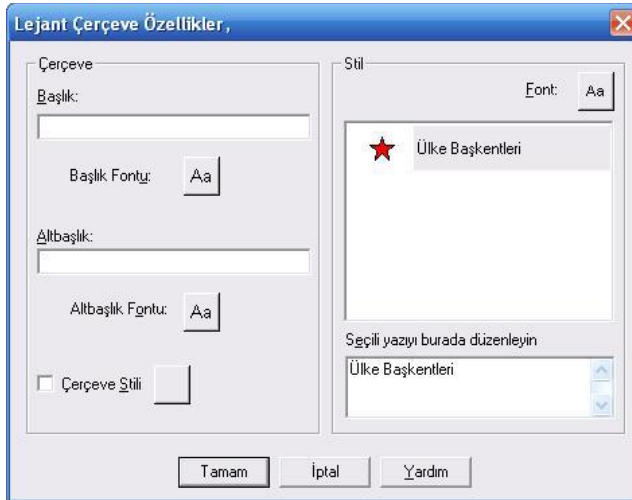 Lejant Çerçeve Özellikler,
Çerçeve
Başlık:
Başlık Fontu: Aa
Altbaşlık:
Altbaşlık Fontu: Aa
Çerçeve Stili
Stil
Font: Aa
Ülke Başkentleri
Seçili yazıyı burada düzenleyin
Ülke Başkentleri
Tamam İptal Yardım